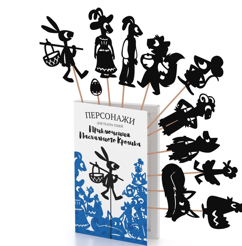 ПЕРСОНАЖИ
Приключения
Пасхального Кролика